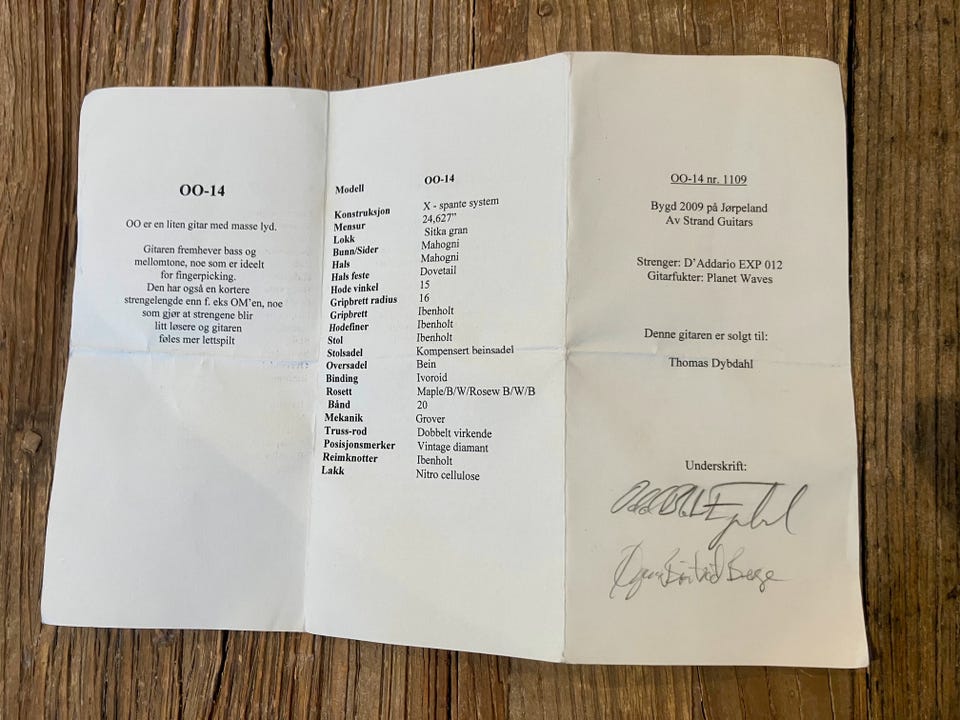 OO-14
OO er en liten gitar med masse lyd.
Gitaren fremhever bass og
mellomtone, noe som er ideelt
for fingerpicking.
Den har også en kortere
strengelengde enn f. eks OM’en, noe
som gjør at strengene blir
litt løsere og gitaren
føles mer lettspilt
Modell OO-14
Konstruksjon X - spante system
Mensur 24,627”
Lokk Sitka gran
Bunn/Sider Mahogni
Hals Mahogni
Hals feste Dovetail
Hode vinkel 15
Gripbrett radius 16
Gripbrett Ibenholt
Hodefiner Ibenholt
Stol Ibenholt
Stolsadel Kompensert beinsadel
Oversadel Bein
Binding Ivoroid
Rosett Maple/B/W/Rosew B/W/B
Bånd 20
Mekanik Grover
Truss-rod Dobbelt virkende
Posisjonsmerker Vintage diamant
Reimknotter Ibenholt
Lakk Nitro cellulose
OO-14 nr. 1109
Bygd 2009 på Jørpeland
Av Strand Guitars
Strenger: D’Addario EXP 012
Gitarfukter: Planet Waves
Denne gitaren er solgt til:
Thomas Dybdahl
Underskrift:
Berge